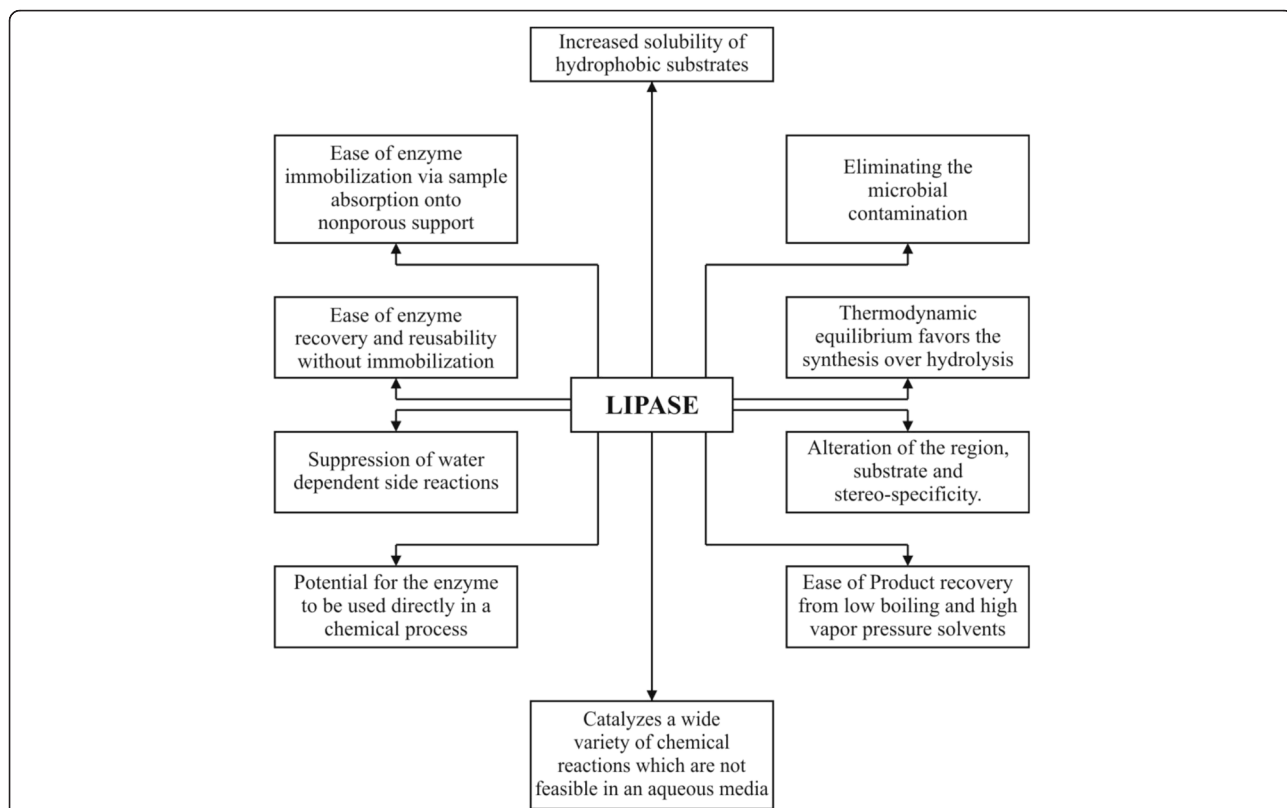 Increased solubility of
hydrophobic substrates
Ease of enzyme
immobilization via sample
absorption onto
nonporous support
Eliminating the
microbial
contamination
Ease of enzyme
recovery and reusability
without immobilization
Thermodynamic
equilibrium favors the
synthesis over hydrolysis
LIPASE
Suppression of water
dependent side reactions
Alteration of the region,
substrate and
stereo-specificity.
Potential for the enzyme
to be used directly in a
chemical process
Ease of Product recovery
from low boiling and high
vapor pressure solvents
Catalyzes a wide
variety of chemical
reactions which are not
feasible in an aqueous media